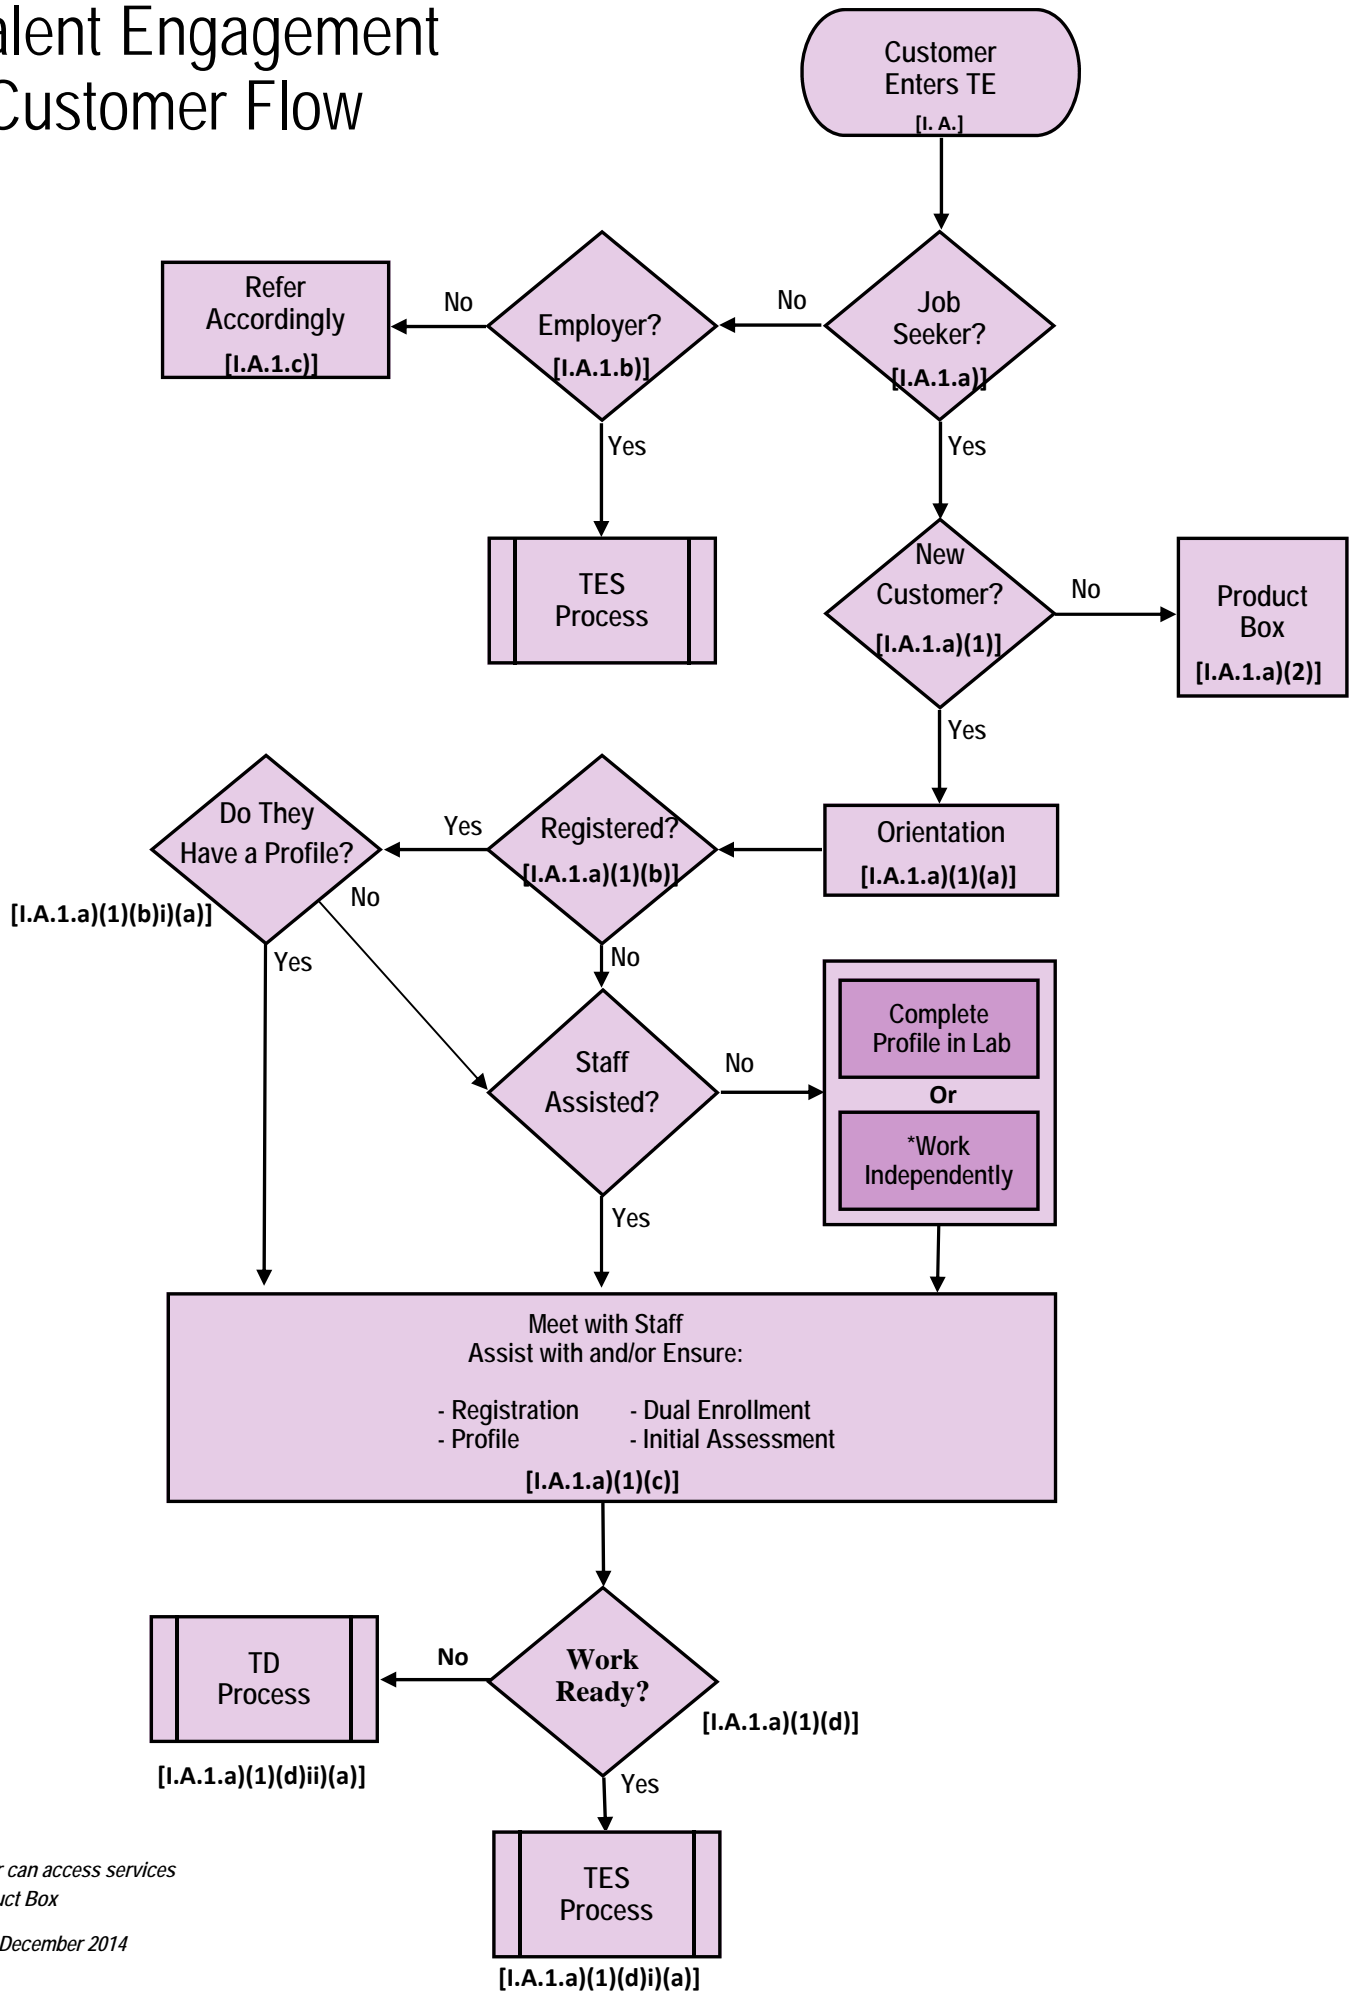 alent Engagement
Customer Flow
Customer
Enters TE
[I. A.]
Refer
Accordingly
[I.A.1.c)]
No
Employer?
[I.A.1.b)]
No
Job
Seeker?
[I.A.1.a)]
Yes
Yes
TES
Process
New
Customer?
[I.A.1.a)(1)]
No
Product
Box
[I.A.1.a)(2)]
Yes
Do They
Have a Profile?
[I.A.1.a)(1)(b)i)(a)]
Yes
Registered?
[I.A.1.a)(1)(b)]
Orientation
[I.A.1.a)(1)(a)]
No
Yes
No
Staff
Assisted?
No
Complete
Profile in Lab
Or
*Work
Independently
Yes
Meet with Staff
Assist with and/or Ensure:
- Registration - Dual Enrollment
- Profile - Initial Assessment
[I.A.1.a)(1)(c)]
TD
Process
[I.A.1.a)(1)(d)ii)(a)]
No
Work
Ready?
[I.A.1.a)(1)(d)]
Yes
TES
Process
[I.A.1.a)(1)(d)i)(a)]
r can access services
uct Box
December 2014